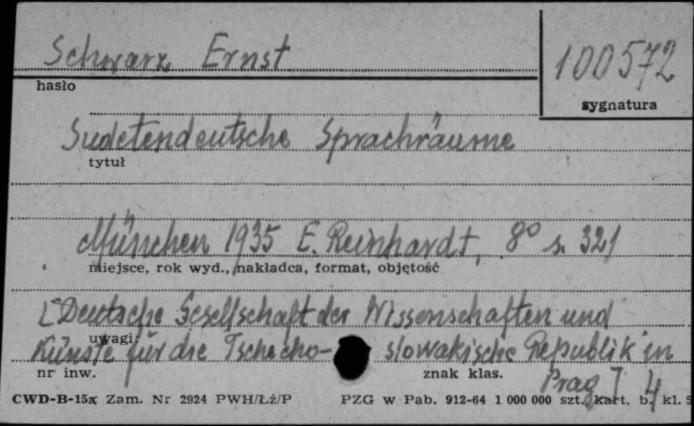 Schwarz Ernst
100572
hasło
sygnatura
Sudetendeutsche Sprachräume
tytuł
München 1935 E. Reinhardt, 8° s. 321
miejsce, rok wyd., nakładca, format, objętość
[Deutsche Gesellschaft der Wissenschaften und
uwagi:
Künste für die Tschecho-slowakische Republik in
nr inw.
znak klas.
Prag] 4
CWD-B-15a Zam. Nr 2924 PWH/Łź/P PZG w Pab. 912-64 1 000 000 szt. kart. b. kl. 5